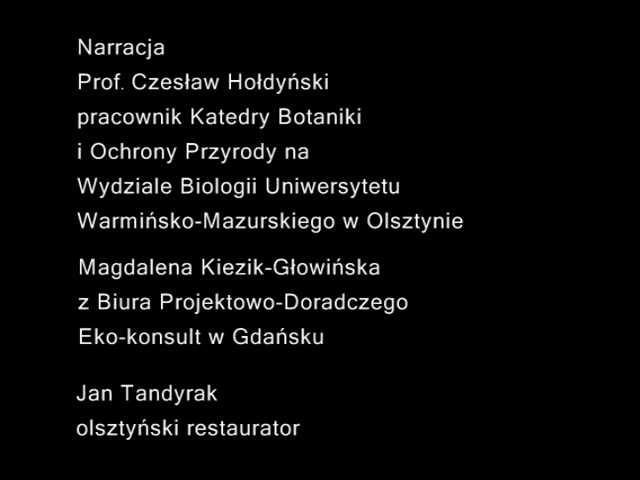 Narracja
Prof. Czesław Hołdyński
pracownik Katedry Botaniki
i Ochrony Przyrody na
Wydziale Biologii Uniwersytetu
Warmińsko-Mazurskiego w Olsztynie
Magdalena Kiezik-Głowińska
z Biura Projektowo-Doradczego
Eko-konsult w Gdańsku
Jan Tandyrak
olsztyński restaurator